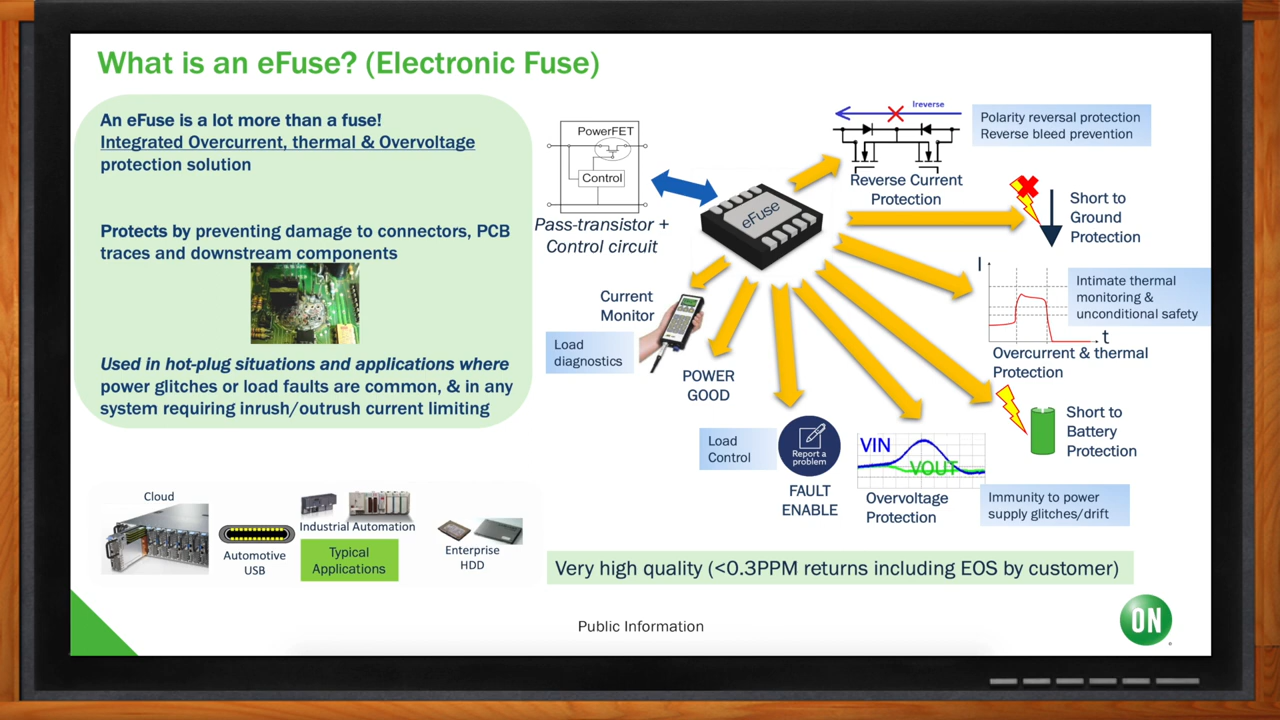 What is an eFuse? (Electronic Fuse)
An eFuse is a lot more than a fuse!
Integrated Overcurrent, thermal & Overvoltage
protection solution
Protects by preventing damage to connectors, PCB
traces and downstream components
Used in hot-plug situations and applications where
power glitches or load faults are common, & in any
system requiring inrush/outrush current limiting
Cloud
Automotive
USB
Industrial Automation
Typical
Applications
Enterprise
HDD
PowerFET
Control
Pass-transistor +
Control circuit
eFuse
Ireverse
Reverse Current
Protection
Polarity reversal protection
Reverse bleed prevention
Short to
Ground
Protection
I
t
Intimate thermal
monitoring &
unconditional safety
Overcurrent & thermal
Protection
Short to
Battery
Protection
VIN
VOUT
Overvoltage
Protection
Immunity to power
supply glitches/drift
Report a
problem
FAULT
ENABLE
Load
Control
POWER
GOOD
Current
Monitor
Load
diagnostics
Very high quality (<0.3PPM returns including EOS by customer)
Public Information
ON